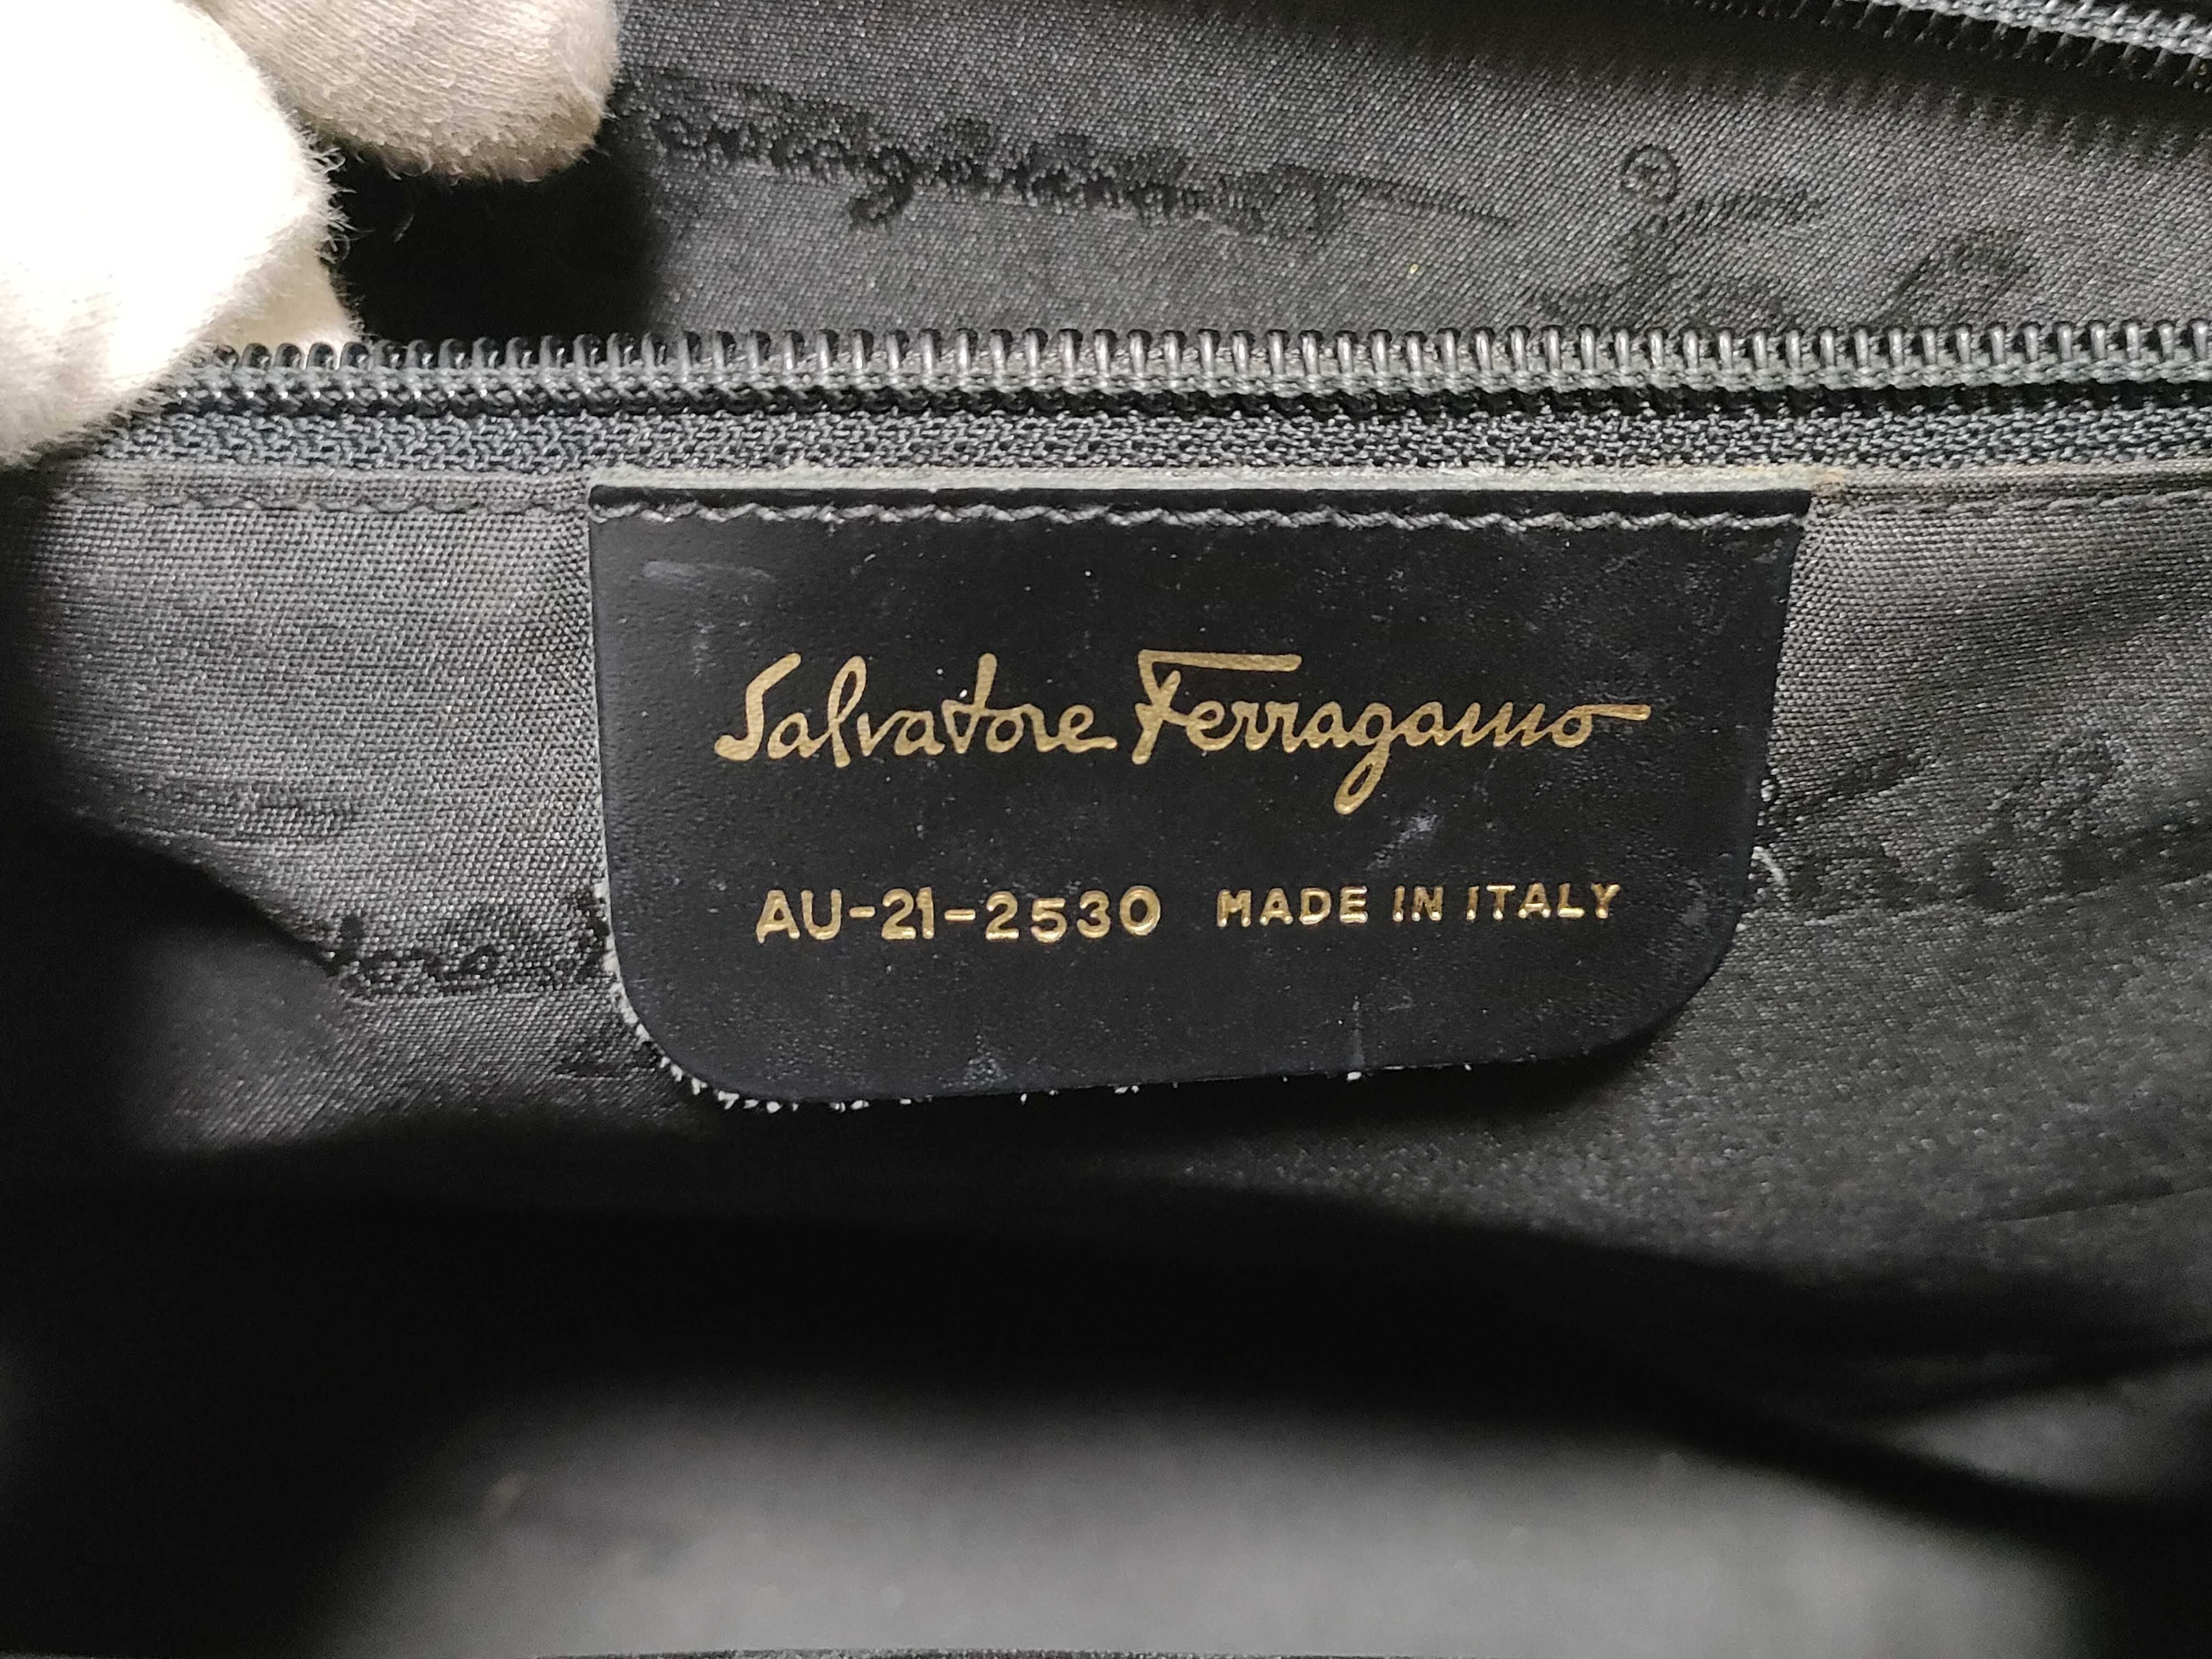 Salvatore Ferragamo
AU-21-2530 MADE IN ITALY